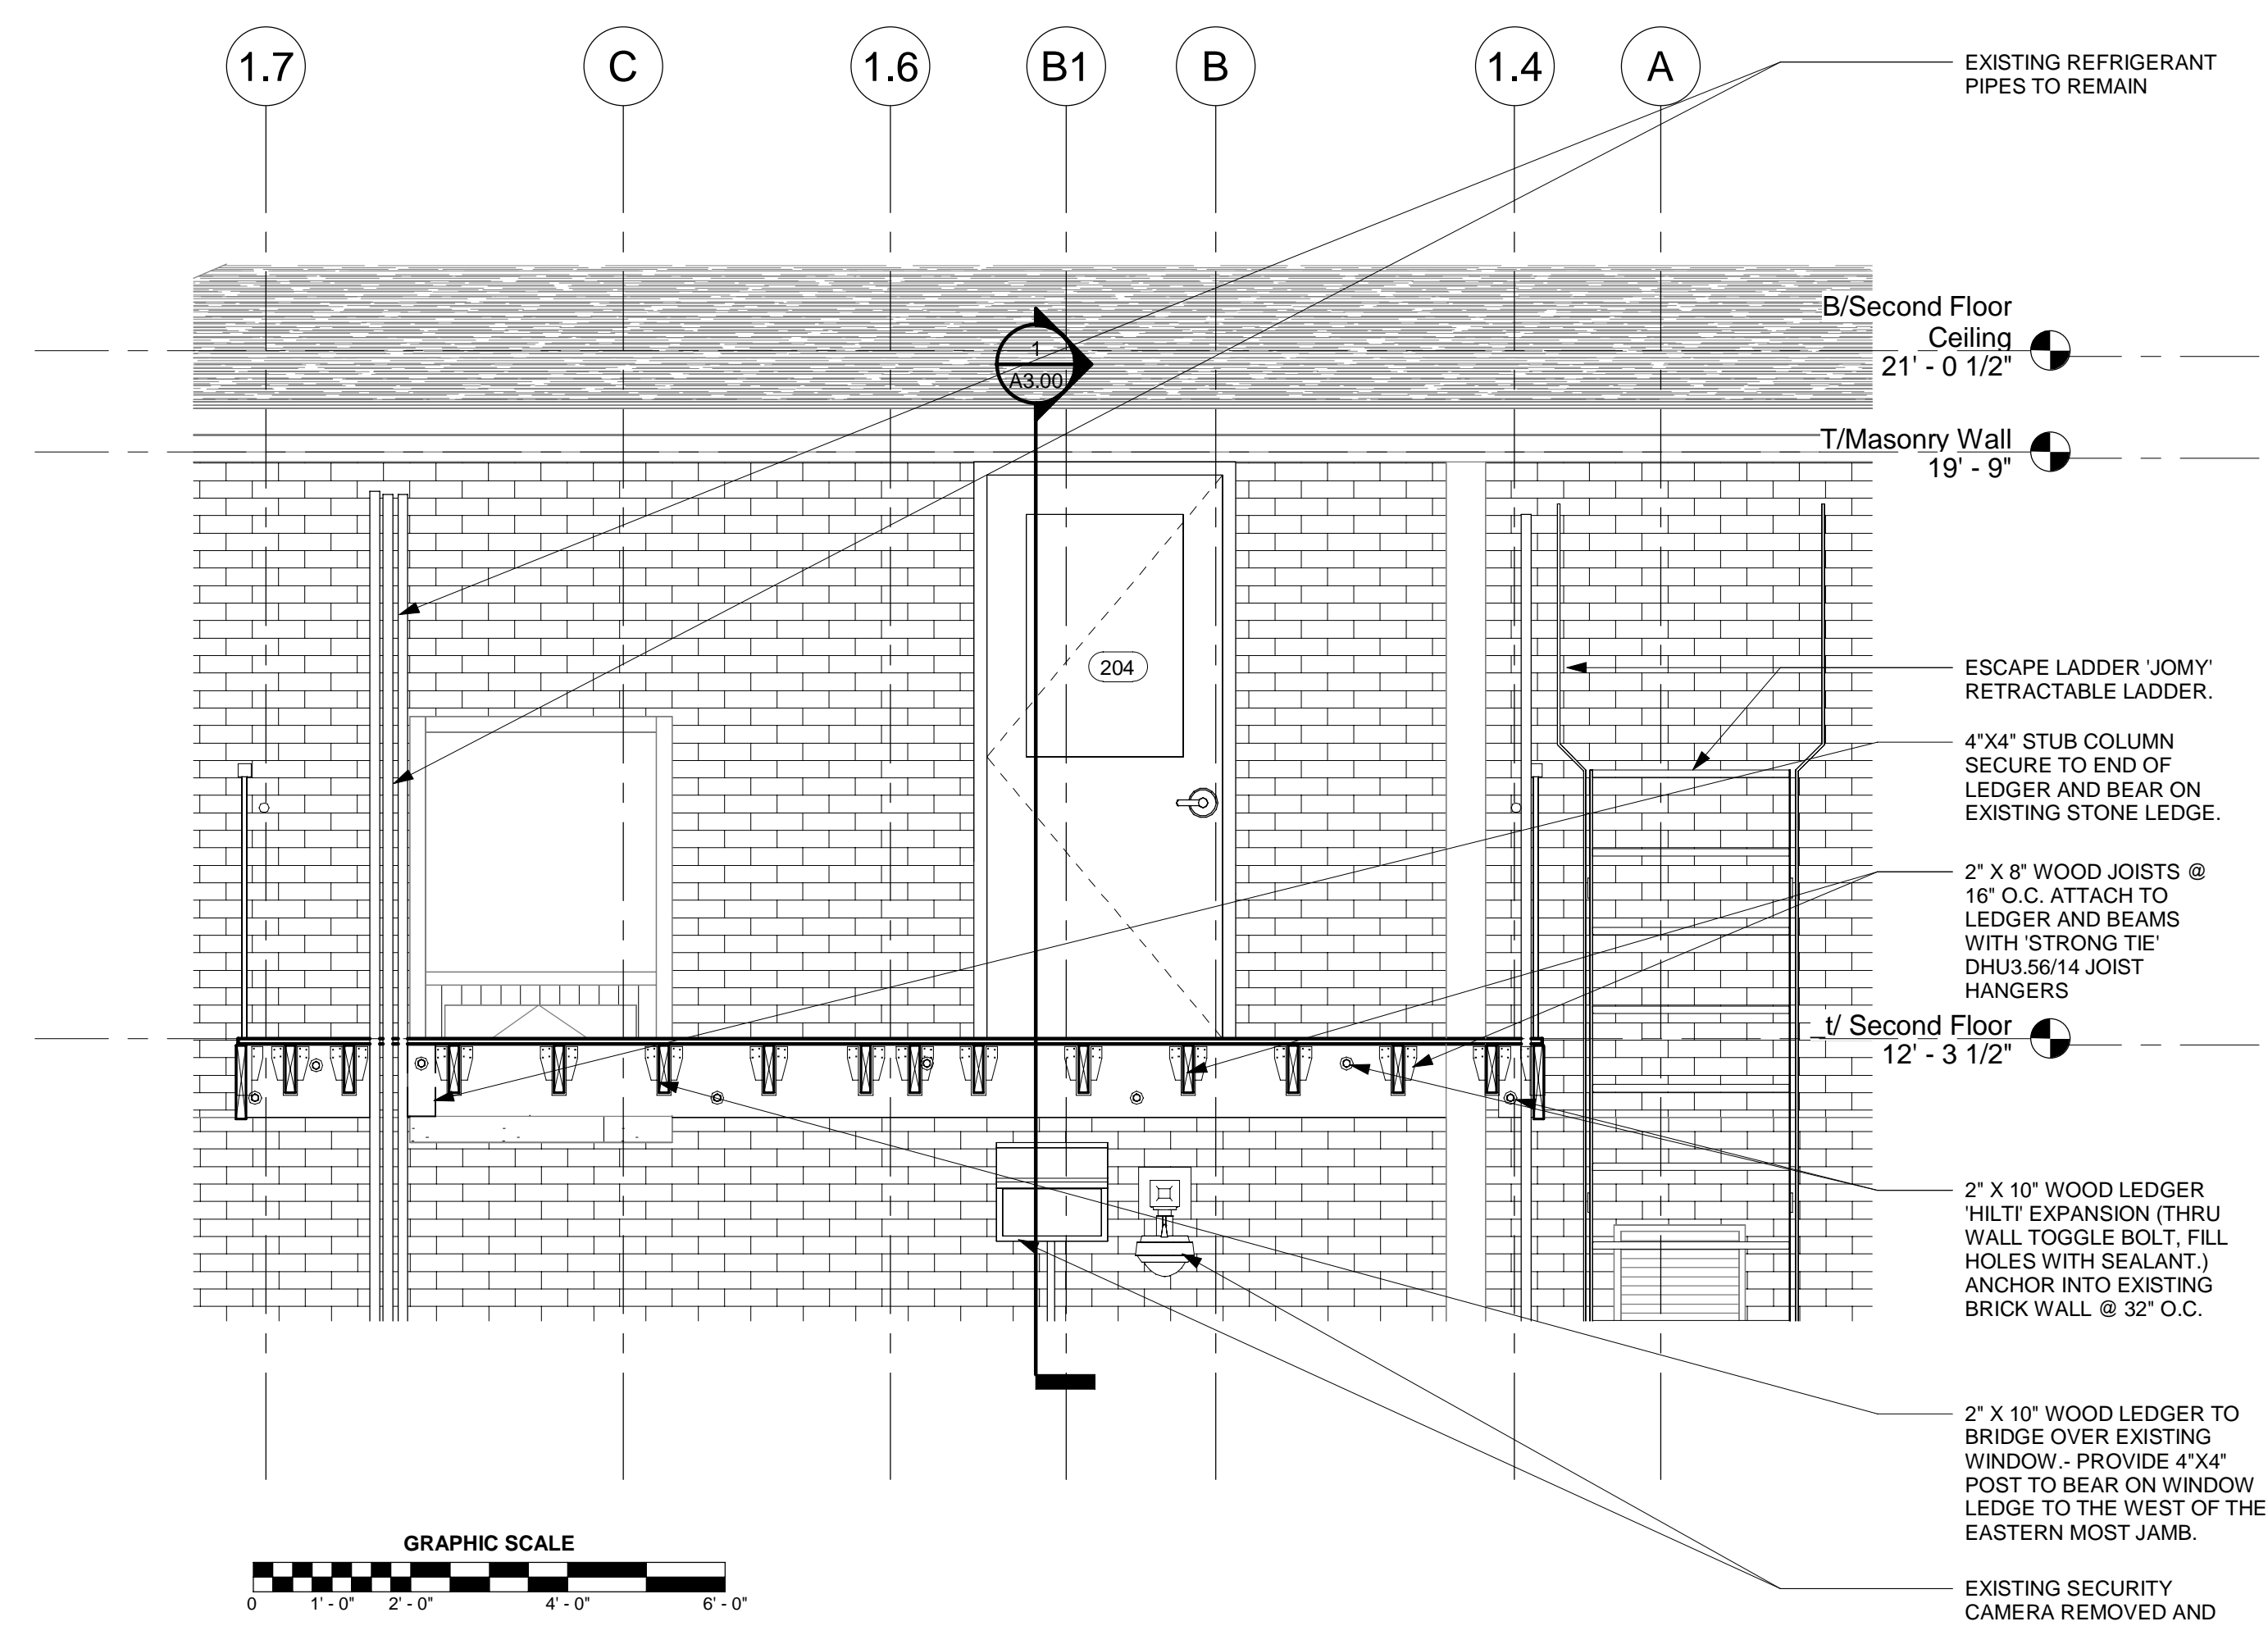 1.7
C
1.6
B1
B
1.4
A
EXISTING REFRIGERANT
PIPES TO REMAIN
B/Second Floor
Ceiling
21' - 0 1/2"
1
A3.00
T/Masonry Wall
19' - 9"
204
ESCAPE LADDER 'JOMY'
RETRACTABLE LADDER.
4"X4" STUB COLUMN
SECURE TO END OF
LEDGER AND BEAR ON
EXISTING STONE LEDGE.
2" X 8" WOOD JOISTS @
16" O.C. ATTACH TO
LEDGER AND BEAMS
WITH 'STRONG TIE'
DHU3.56/14 JOIST
HANGERS
t/ Second Floor
12' - 3 1/2"
2" X 10" WOOD LEDGER
'HILTI' EXPANSION (THRU
WALL TOGGLE BOLT, FILL
HOLES WITH SEALANT.)
ANCHOR INTO EXISTING
BRICK WALL @ 32" O.C.
2" X 10" WOOD LEDGER TO
BRIDGE OVER EXISTING
WINDOW.- PROVIDE 4"X4"
POST TO BEAR ON WINDOW
LEDGE TO THE WEST OF THE
EASTERN MOST JAMB.
EXISTING SECURITY
CAMERA REMOVED AND
GRAPHIC SCALE
0
1' - 0"
2' - 0"
4' - 0"
6' - 0"